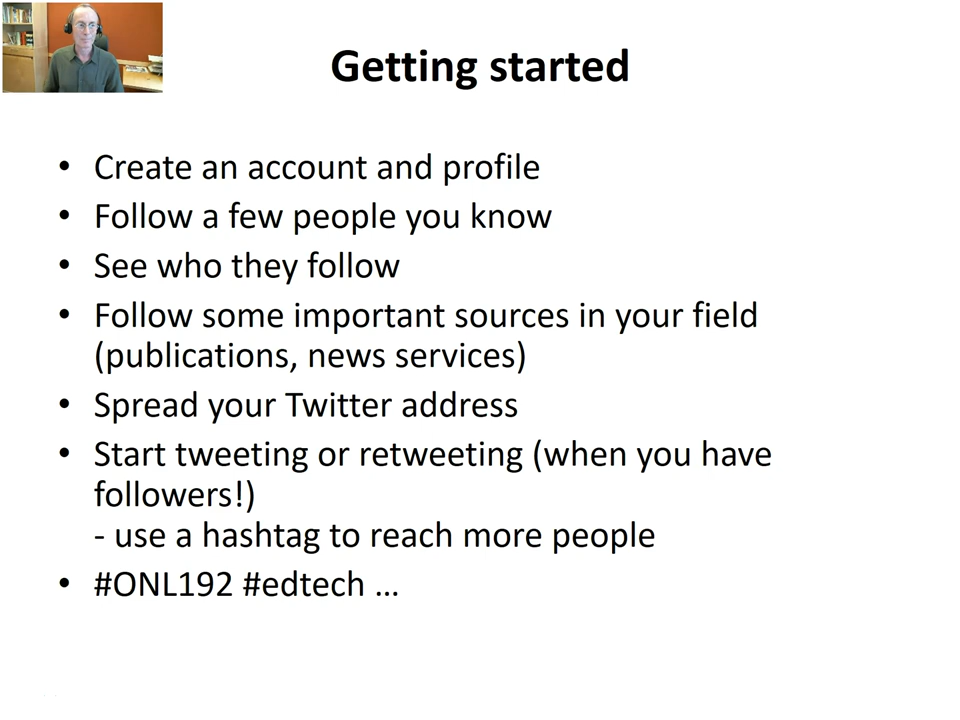 Getting started
• Create an account and profile
• Follow a few people you know
• See who they follow
• Follow some important sources in your field
(publications, news services)
• Spread your Twitter address
• Start tweeting or retweeting (when you have
followers!)
- use a hashtag to reach more people
• #ONL192 #edtech …